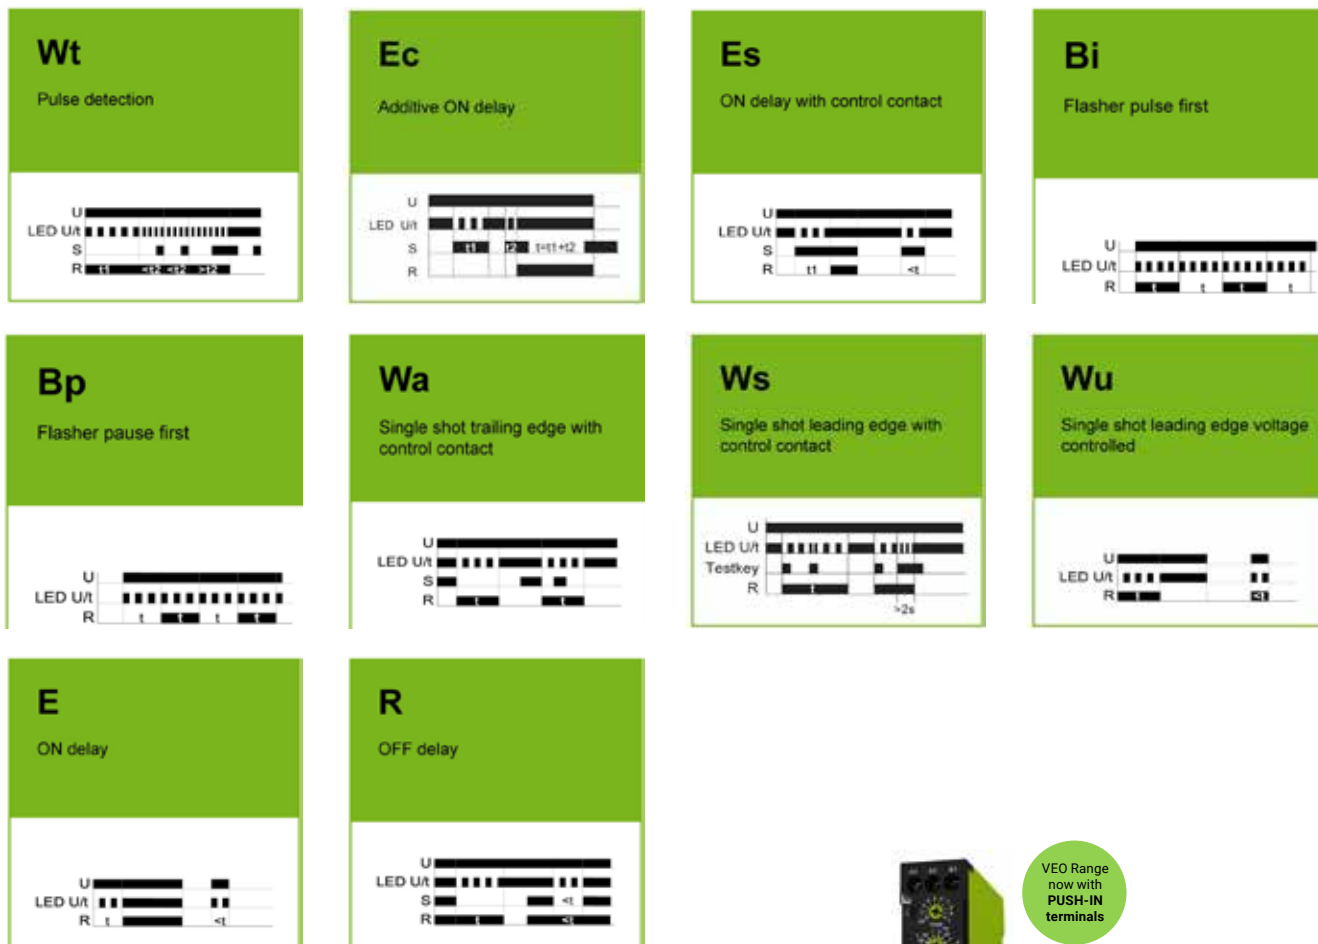 Wt
Pulse detection
U
LED U/t
S
R t1 <t2 <t2 >t2
Ec
Additive ON delay
U
LED U/t
S t1 t2 t=t1+t2
R
Es
ON delay with control contact
U
LED U/t
S
R t1 <t
Bi
Flasher pulse first
U
LED U/t
R t t t t
Bp
Flasher pause first
U
LED U/t
R t t t t
Wa
Single shot trailing edge with
control contact
U
LED U/t
S
R t t
Ws
Single shot leading edge with
control contact
U
LED U/t
Testkey
R t
>2s
Wu
Single shot leading edge voltage
controlled
U
LED U/t
R t <t
E
ON delay
U
LED U/t
R t <t
R
OFF delay
U
LED U/t
S <t
R t <t
VEO Range
now with
PUSH-IN
terminals